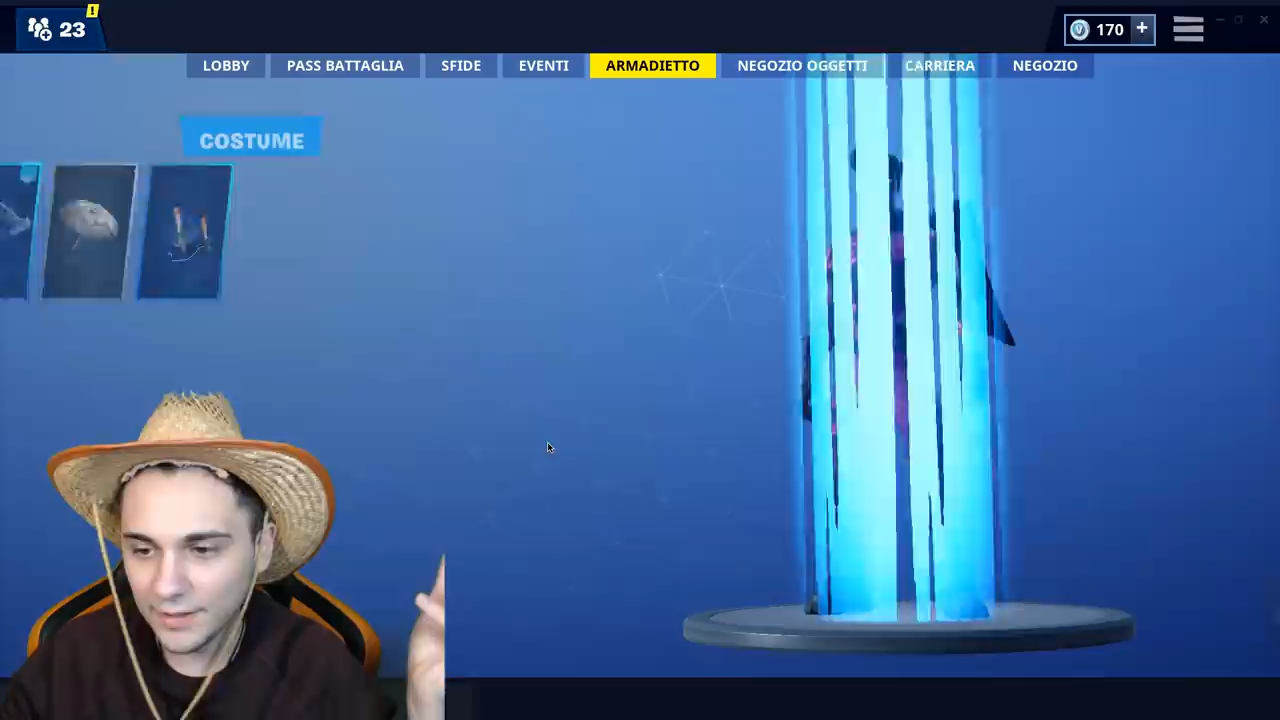 23 !
170 +
LOBBY PASS BATTAGLIA SFIDE EVENTI ARMADIETTO NEGOZIO OGGETTI CARRIERA NEGOZIO
COSTUME